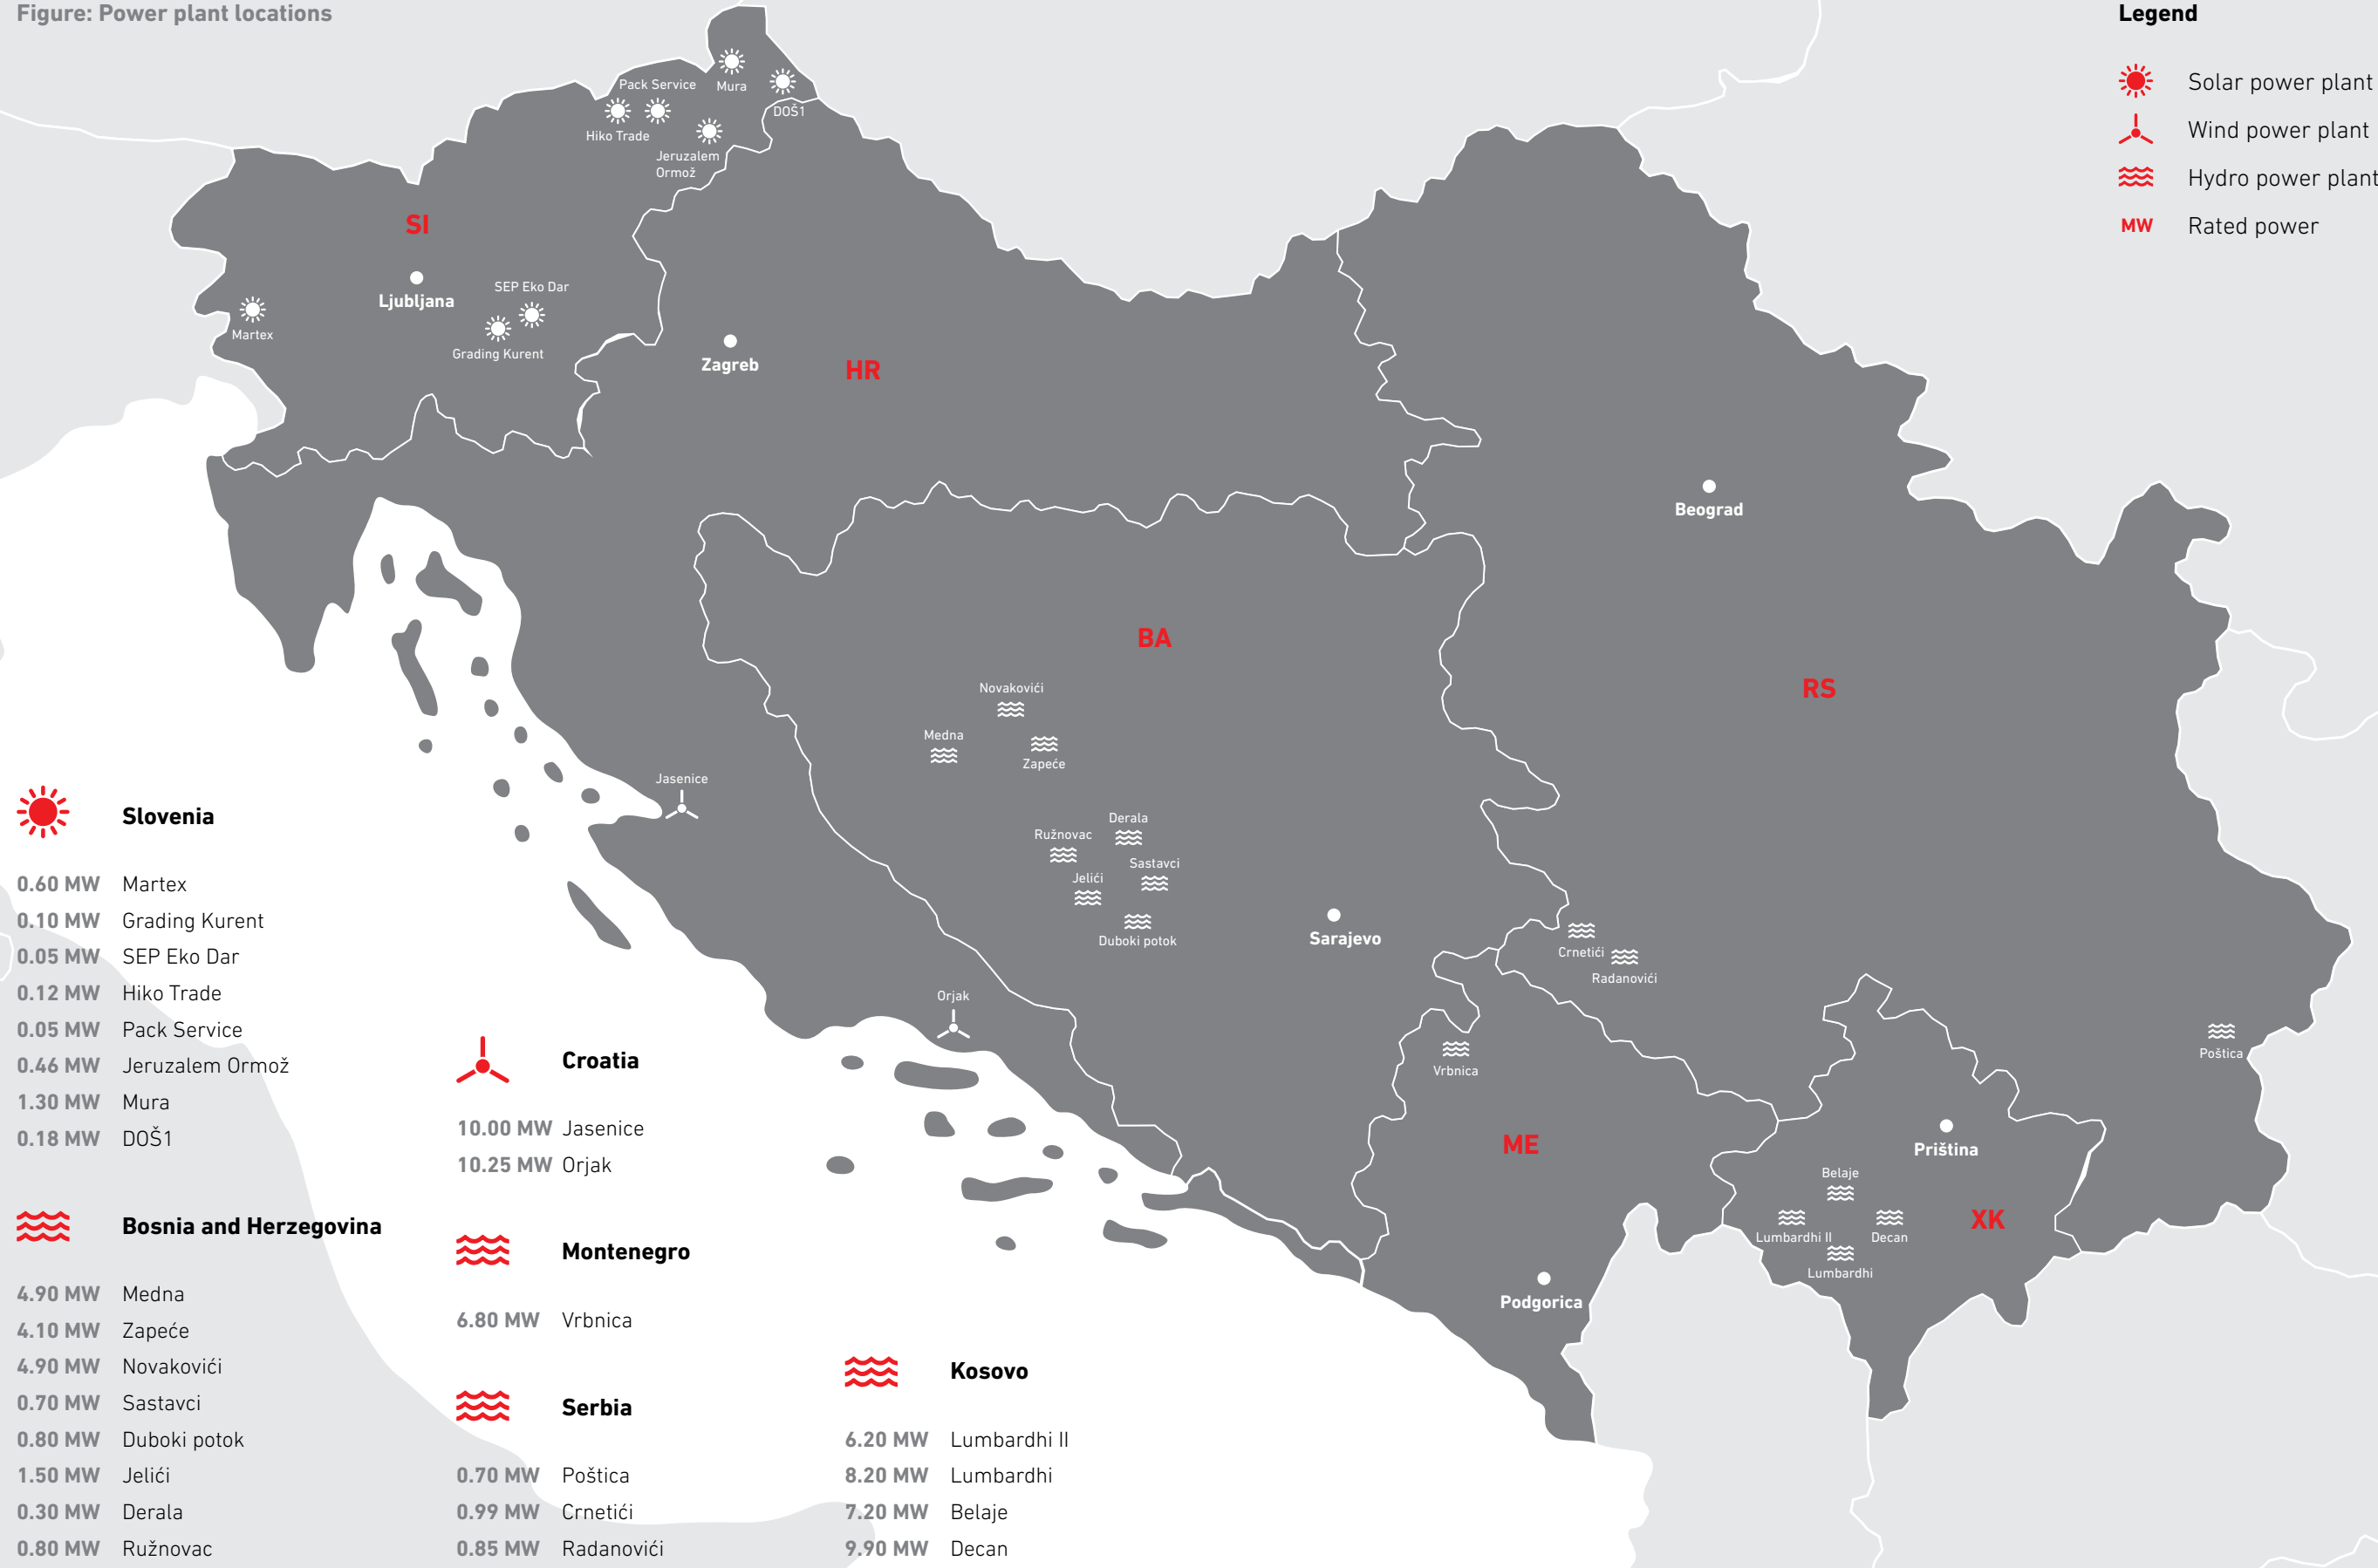 Figure: Power plant locations
Legend
Solar power plant
Wind power plant
Hydro power plant
MW Rated power
Mura
DOŠ1
Pack Service
Hiko Trade
Jeruzalem
Ormož
SI
Ljubljana
SEP Eko Dar
Martex
Grading Kurent
Zagreb
HR
Beograd
BA
RS
Novakovići
Medna
Zapeće
Jasenice
Derala
Ružnovac
Sastavci
Jelići
Duboki potok
Sarajevo
Crnetići
Radanovići
Orjak
Vrbnica
Poštica
ME
Priština
Belaje
XK
Lumbardhi II
Decan
Lumbardhi
Podgorica
Slovenia
0.60 MW Martex
0.10 MW Grading Kurent
0.05 MW SEP Eko Dar
0.12 MW Hiko Trade
0.05 MW Pack Service
0.46 MW Jeruzalem Ormož
1.30 MW Mura
0.18 MW DOŠ1
Bosnia and Herzegovina
4.90 MW Medna
4.10 MW Zapeće
4.90 MW Novakovići
0.70 MW Sastavci
0.80 MW Duboki potok
1.50 MW Jelići
0.30 MW Derala
0.80 MW Ružnovac
Croatia
10.00 MW Jasenice
10.25 MW Orjak
Montenegro
6.80 MW Vrbnica
Serbia
0.70 MW Poštica
0.99 MW Crnetići
0.85 MW Radanovići
Kosovo
6.20 MW Lumbardhi II
8.20 MW Lumbardhi
7.20 MW Belaje
9.90 MW Decan